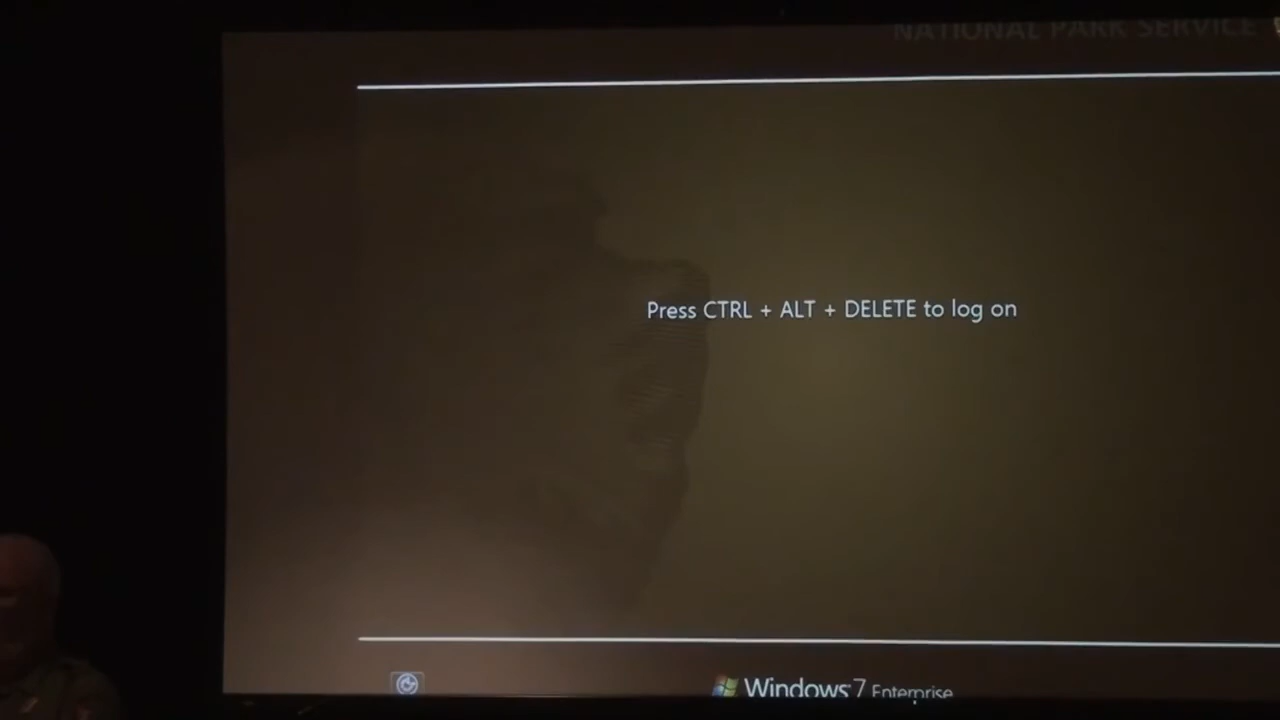 NATIONAL PARK SERVICE
Press CTRL + ALT + DELETE to log on
Windows 7 Enterprise